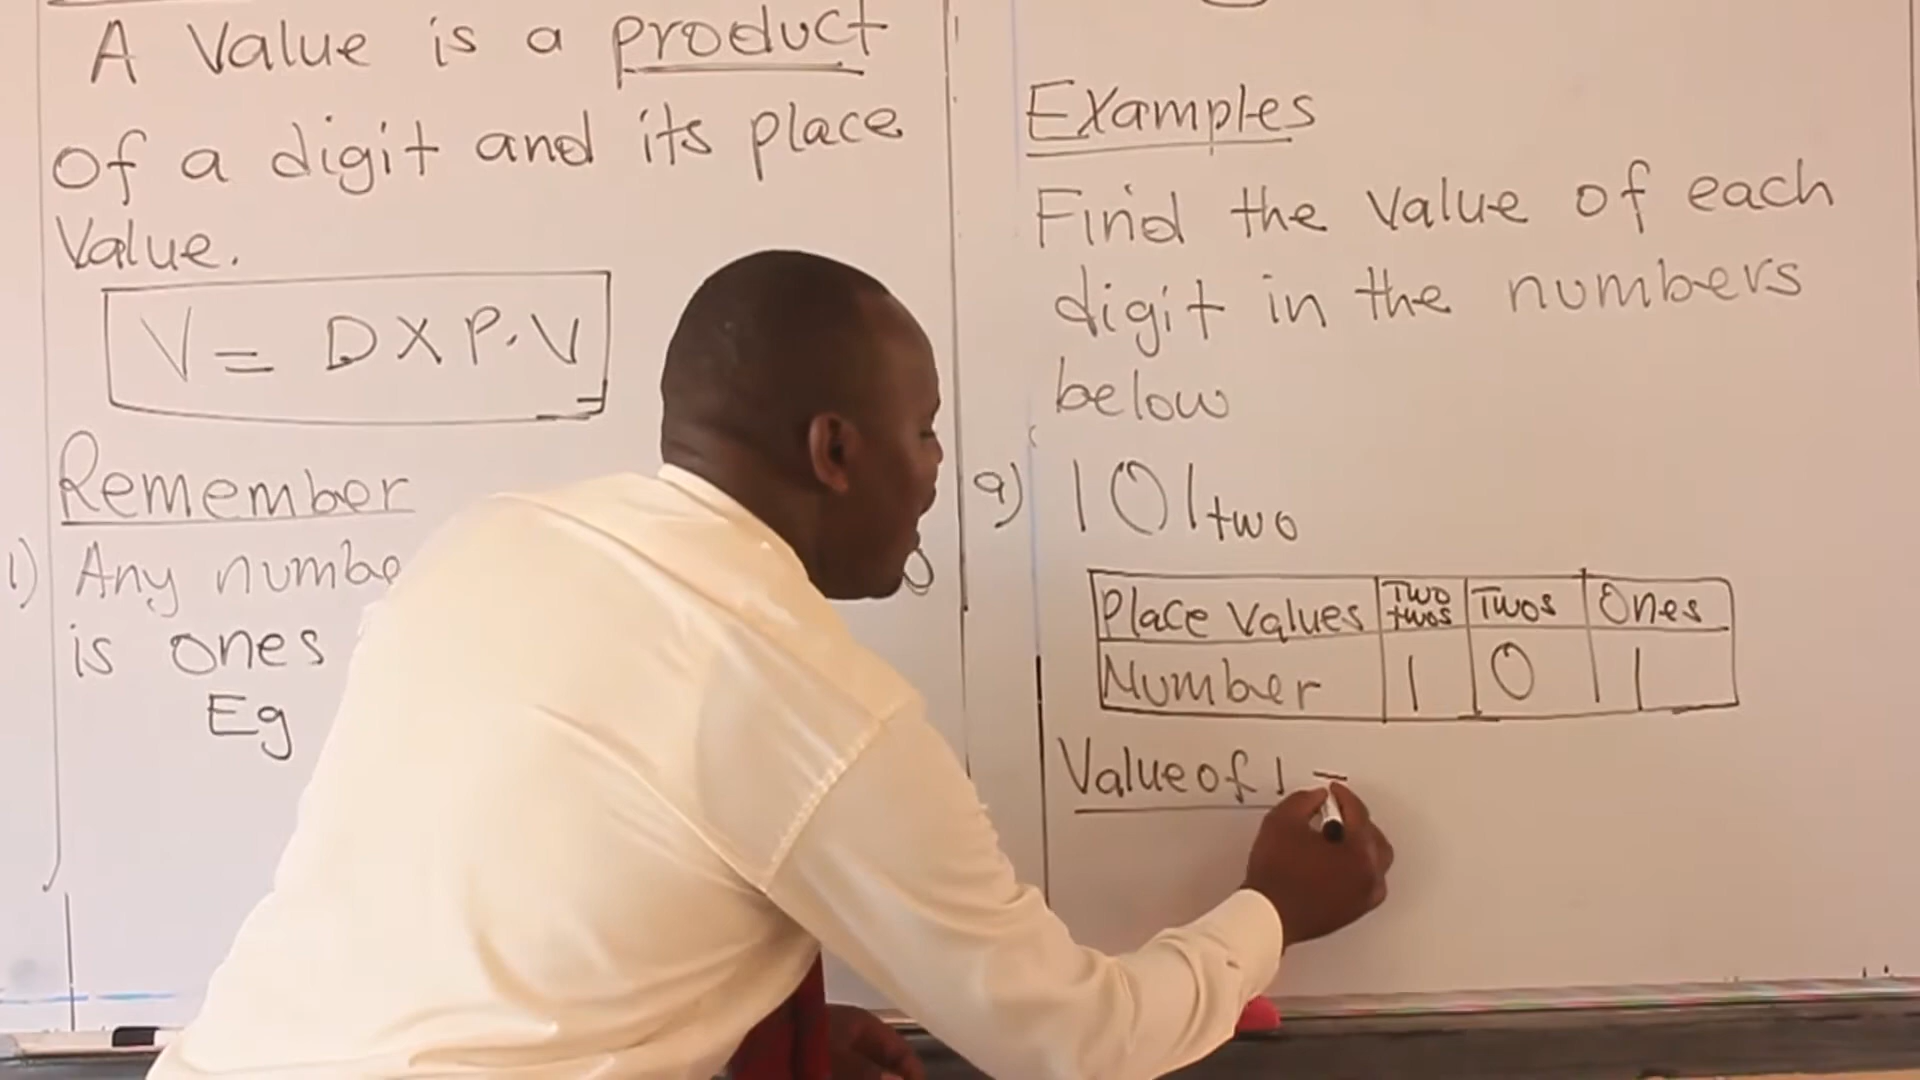 A Value is a product
of a digit and its place
Value.
V = D X P.V
Remember
1) Any numbe
is ones
Eg
Examples
Find the value of each
digit in the numbers
below
a) 101two
Place Values Two twos Twos Ones
Number 1 0 1
Value of 1 =